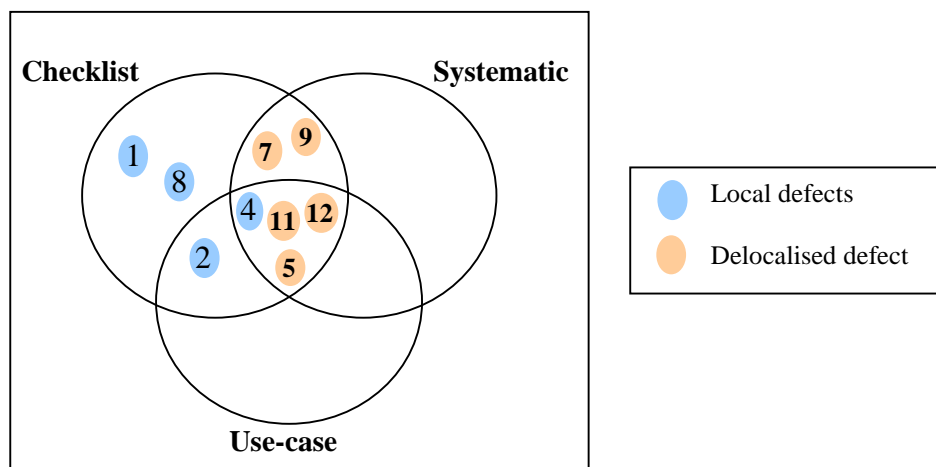 Checklist
Systematic
1
8
7
9
4
11
12
2
5
Use-case
Local defects
Delocalised defect